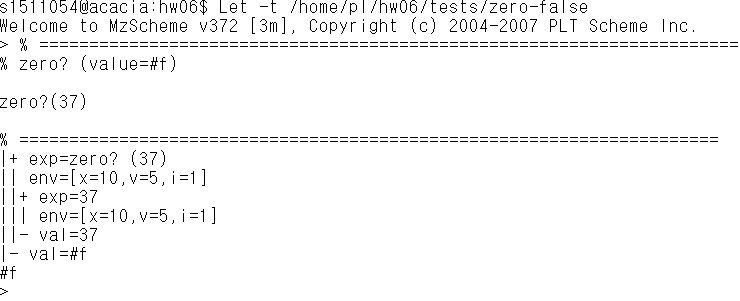 s1511054@acacia:hw06$ Let -t /home/pl/hw06/tests/zero-false
Welcome to MzScheme v372 [3m], Copyright (c) 2004-2007 PLT Scheme Inc.
> % ======================================================================
% zero? (value=#f)
zero?(37)
% ======================================================================
|+ exp=zero? (37)
|| env=[x=10,v=5,i=1]
||+ exp=37
||| env=[x=10,v=5,i=1]
||- val=37
|- val=#f
#f
>